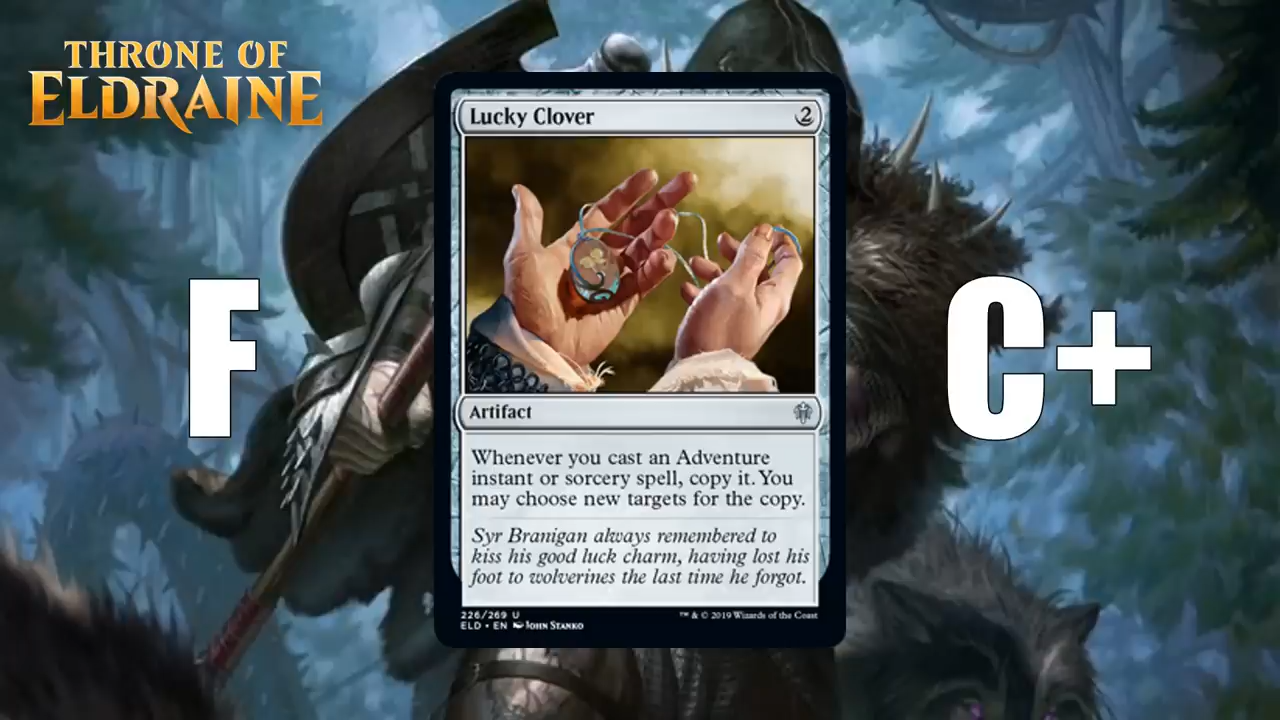 THRONE OF
ELDRAINE
Lucky Clover 2
F
C+
Artifact
Whenever you cast an Adventure
instant or sorcery spell, copy it. You
may choose new targets for the copy.
Syr Branigan always remembered to
kiss his good luck charm, having lost his
foot to wolverines the last time he forgot.
226/269 U
ELD • EN JOHN STANKO
™ & © 2019 Wizards of the Coast